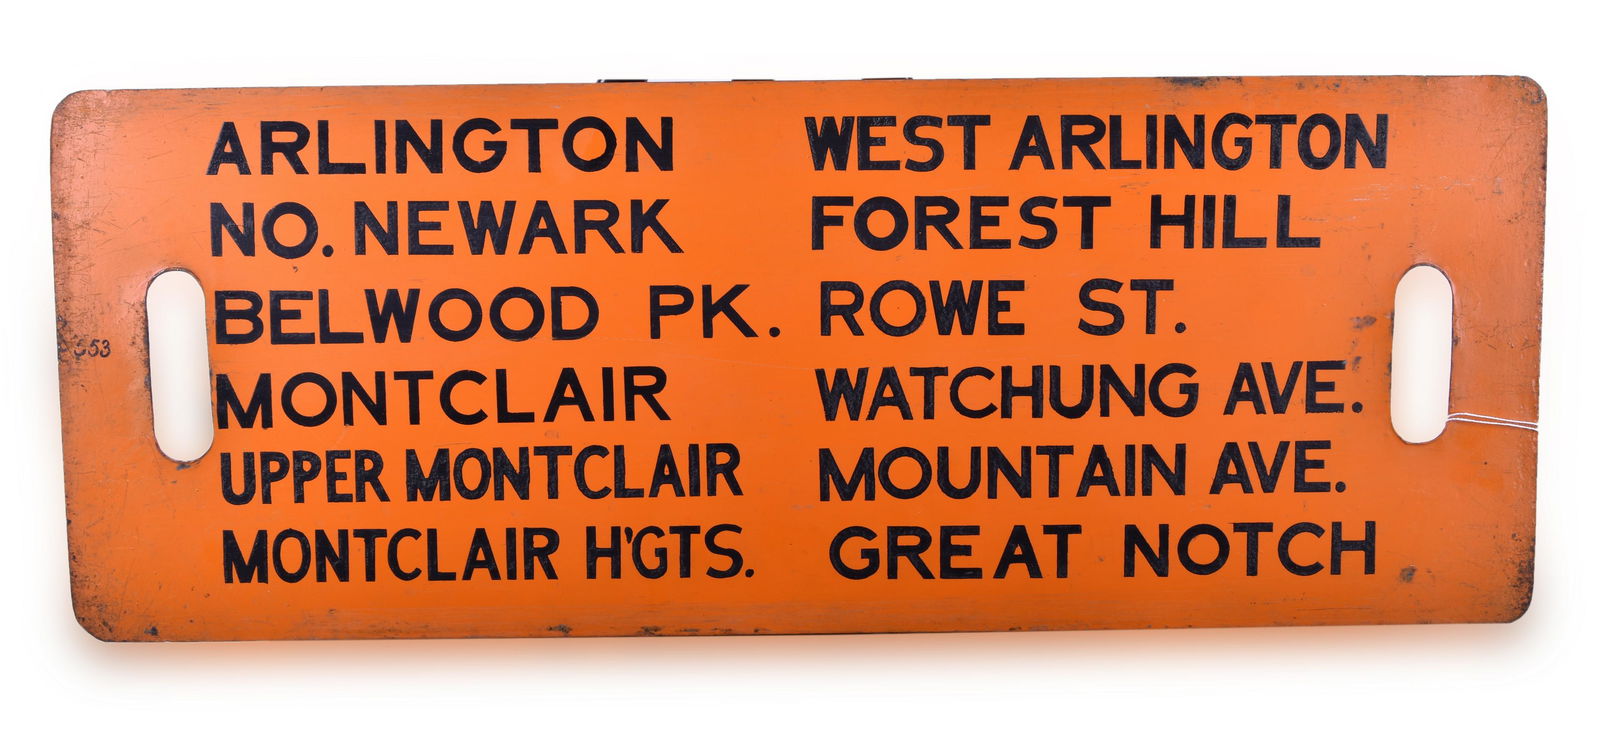 ARLINGTON WEST ARLINGTON
NO. NEWARK FOREST HILL
BELWOOD PK. ROWE ST.
MONTCLAIR WATCHUNG AVE.
UPPER MONTCLAIR MOUNTAIN AVE.
MONTCLAIR H'GTS. GREAT NOTCH